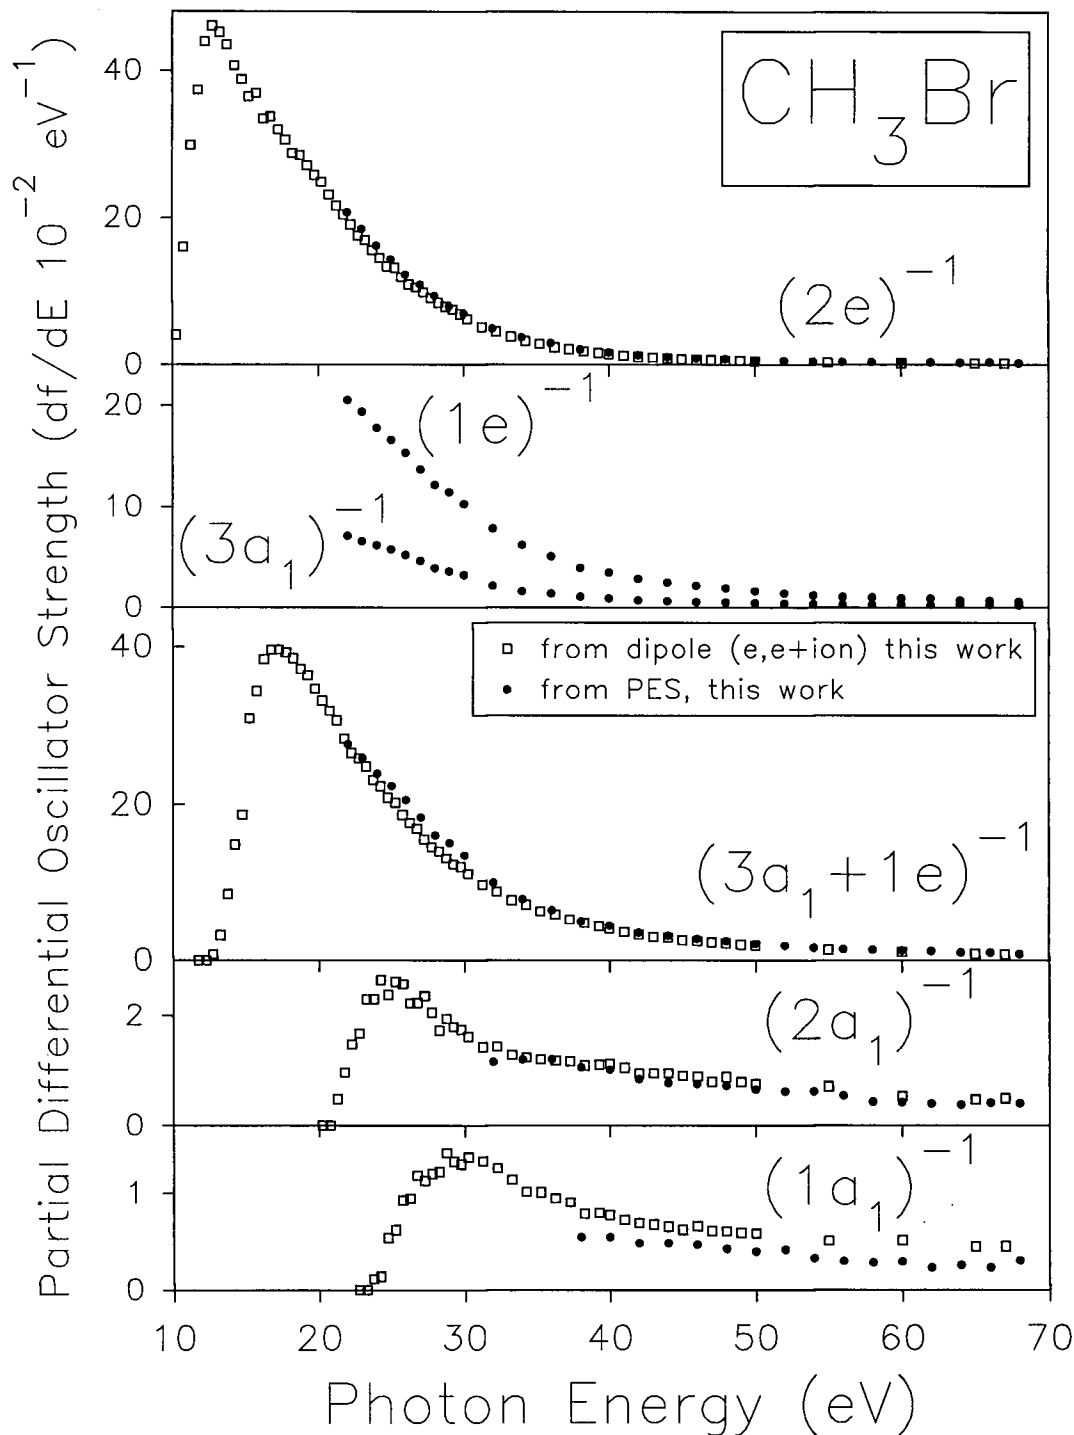 CH₃Br
40
20
0
(2e)⁻¹
20
10
0
(1e)⁻¹
(3a₁)⁻¹
□ from dipole (e,e+ion) this work
● from PES, this work
40
20
0
(3a₁+1e)⁻¹
2
0
(2a₁)⁻¹
1
0
(1a₁)⁻¹
10 20 30 40 50 60 70
Photon Energy (eV)
Partial Differential Oscillator Strength (df/dE 10⁻² eV⁻¹)